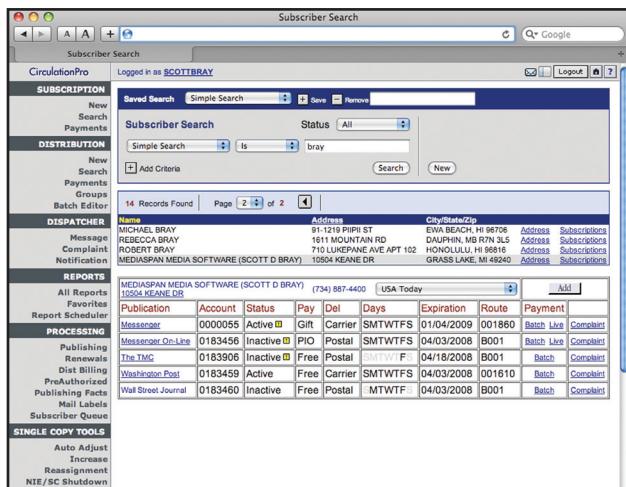 Subscriber Search
A A + Google
Subscriber Search
CirculationPro Logged in as SCOTTBRAY Logout ?
SUBSCRIPTION
New
Search
Payments
DISTRIBUTION
New
Search
Payments
Groups
Batch Editor
DISPATCHER
Message
Complaint
Notification
REPORTS
All Reports
Favorites
Report Scheduler
PROCESSING
Publishing
Renewals
Dist Billing
PreAuthorized
Publishing Facts
Mail Labels
Subscriber Queue
SINGLE COPY TOOLS
Auto Adjust
Increase
Reassignment
NIE/SC Shutdown
Saved Search Simple Search + Save − Remove
Subscriber Search Status All
Simple Search Is bray
+ Add Criteria Search New
14 Records Found Page 2 of 2
Name Address City/State/Zip
MICHAEL BRAY 91-1219 PIIPII ST EWA BEACH, HI 96706 Address Subscriptions
REBECCA BRAY 1611 MOUNTAIN RD DAUPHIN, MB R7N 3L5 Address Subscriptions
ROBERT BRAY 710 LUKEPANE AVE APT 102 HONOLULU, HI 96816 Address Subscriptions
MEDIASPAN MEDIA SOFTWARE (SCOTT D BRAY) 10504 KEANE DR GRASS LAKE, MI 49240 Address Subscriptions
MEDIASPAN MEDIA SOFTWARE (SCOTT D BRAY) (734) 887-4400 USA Today Add
10504 KEANE DR
Publication Account Status Pay Del Days Expiration Route Payment
Messenger 0000055 Active Gift Carrier SMTWTFS 01/04/2009 001860 Batch Live Complaint
Messenger On-Line 0183456 Inactive PIO Postal SMTWTFS 04/03/2008 B001 Batch Live Complaint
The TMC 0183906 Inactive Free Postal SMTWTFS 04/18/2008 B001 Batch Complaint
Washington Post 0183459 Active Free Carrier SMTWTFS 04/03/2008 001610 Batch Complaint
Wall Street Journal 0183460 Inactive Free Postal SMTWTFS 04/03/2008 B001 Batch Complaint